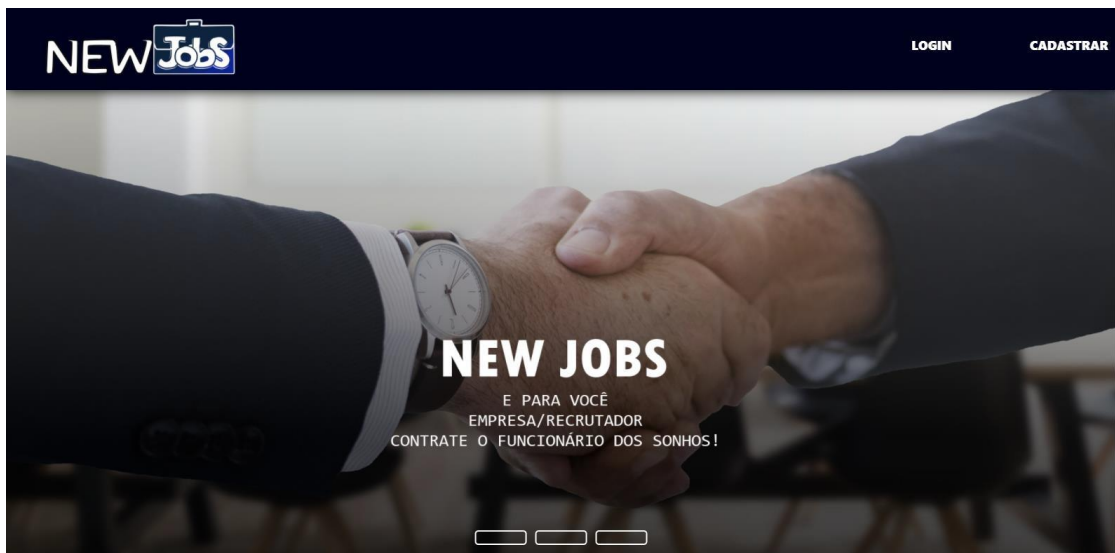 NEW JOBS
LOGIN
CADASTRAR
NEW JOBS
E PARA VOCÊ
EMPRESA/RECRUTADOR
CONTRATE O FUNCIONÁRIO DOS SONHOS!